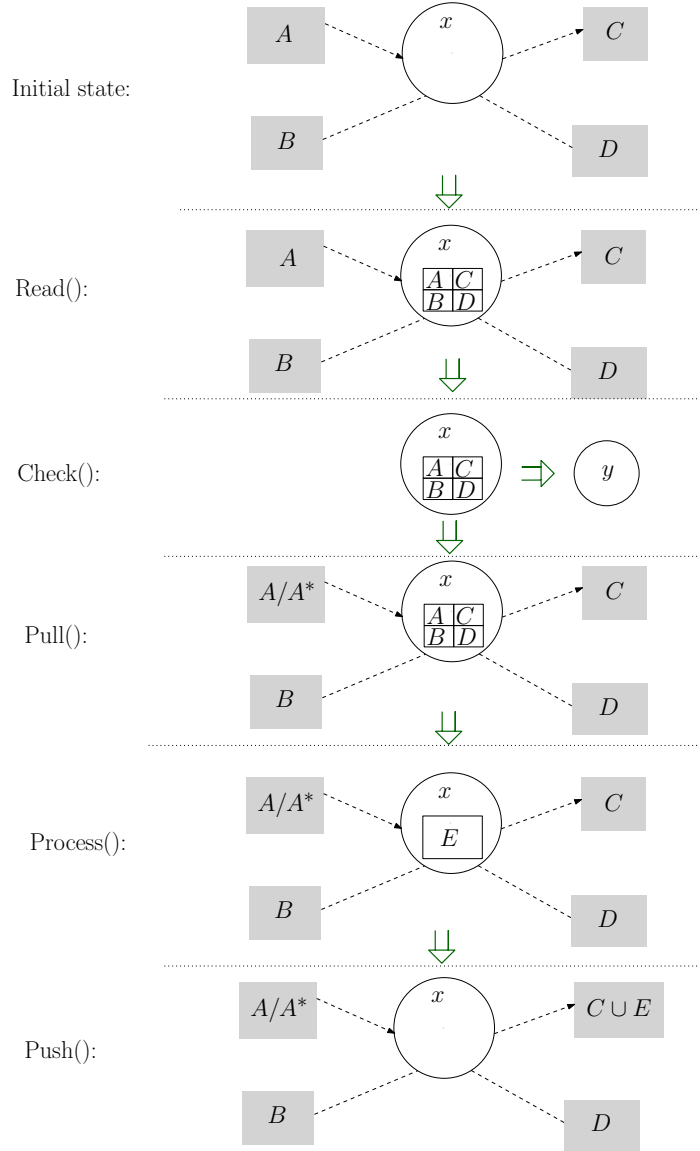 x
A
C
Initial state:
B
D
x
A
C
A C
Read():
B D
B
D
x
Check():
A C
y
B D
x
A/A*
C
A C
Pull():
B D
B
D
x
A/A*
C
Process():
E
B
D
x
A/A*
C ∪ E
Push():
B
D